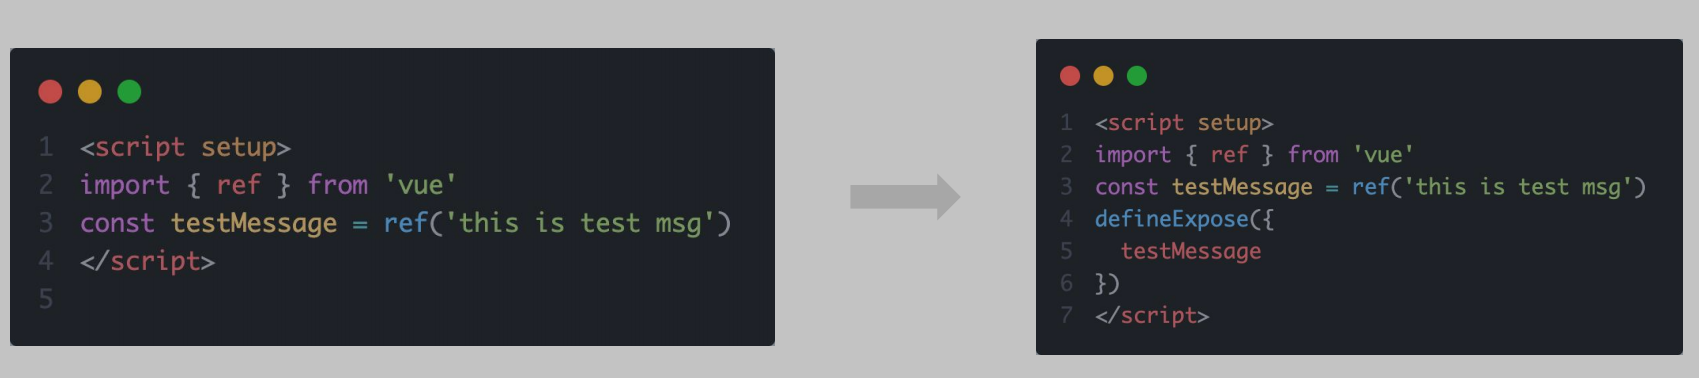 1 <script setup>
2 import { ref } from 'vue'
3 const testMessage = ref('this is test msg')
4 </script>
5
1 <script setup>
2 import { ref } from 'vue'
3 const testMessage = ref('this is test msg')
4 defineExpose({
5   testMessage
6 })
7 </script>